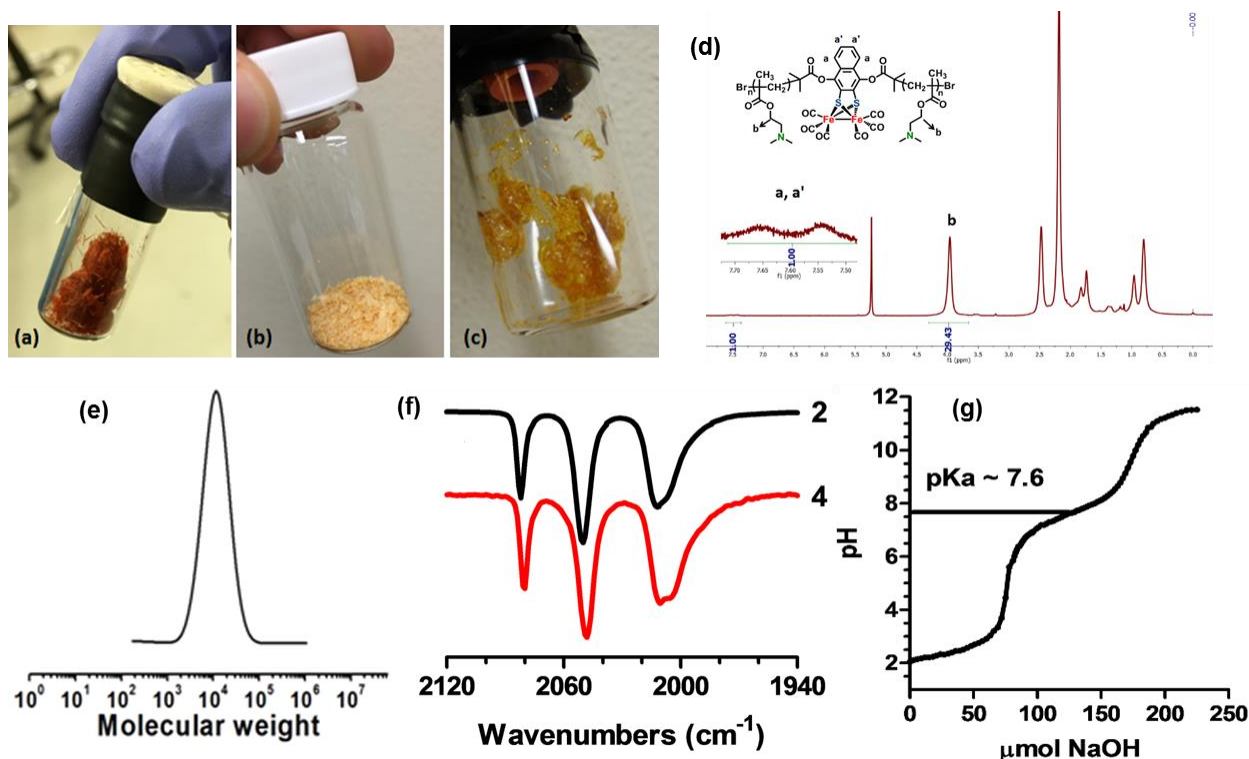 (a)
(b)
(c)
(d)
a' a'
a a
O O
CH3 CH3
Br n CH2 O O CH2 n Br
O O O O
S S
b b
OC Fe Fe CO
OC CO
OC CO
N N
a, a'
b
1.00
7.70 7.65 7.60 7.55 7.50
f1 (ppm)
---0.00
1.00
29.43
7.5 7.0 6.5 6.0 5.5 5.0 4.5 4.0 3.5 3.0 2.5 2.0 1.5 1.0 0.5 0.0
f1 (ppm)
(e)
10^0 10^1 10^2 10^3 10^4 10^5 10^6 10^7
Molecular weight
(f)
2
4
2120 2060 2000 1940
Wavenumbers (cm-1)
(g)
pKa ~ 7.6
12
10
8
6
4
2
pH
0 50 100 150 200 250
μmol NaOH